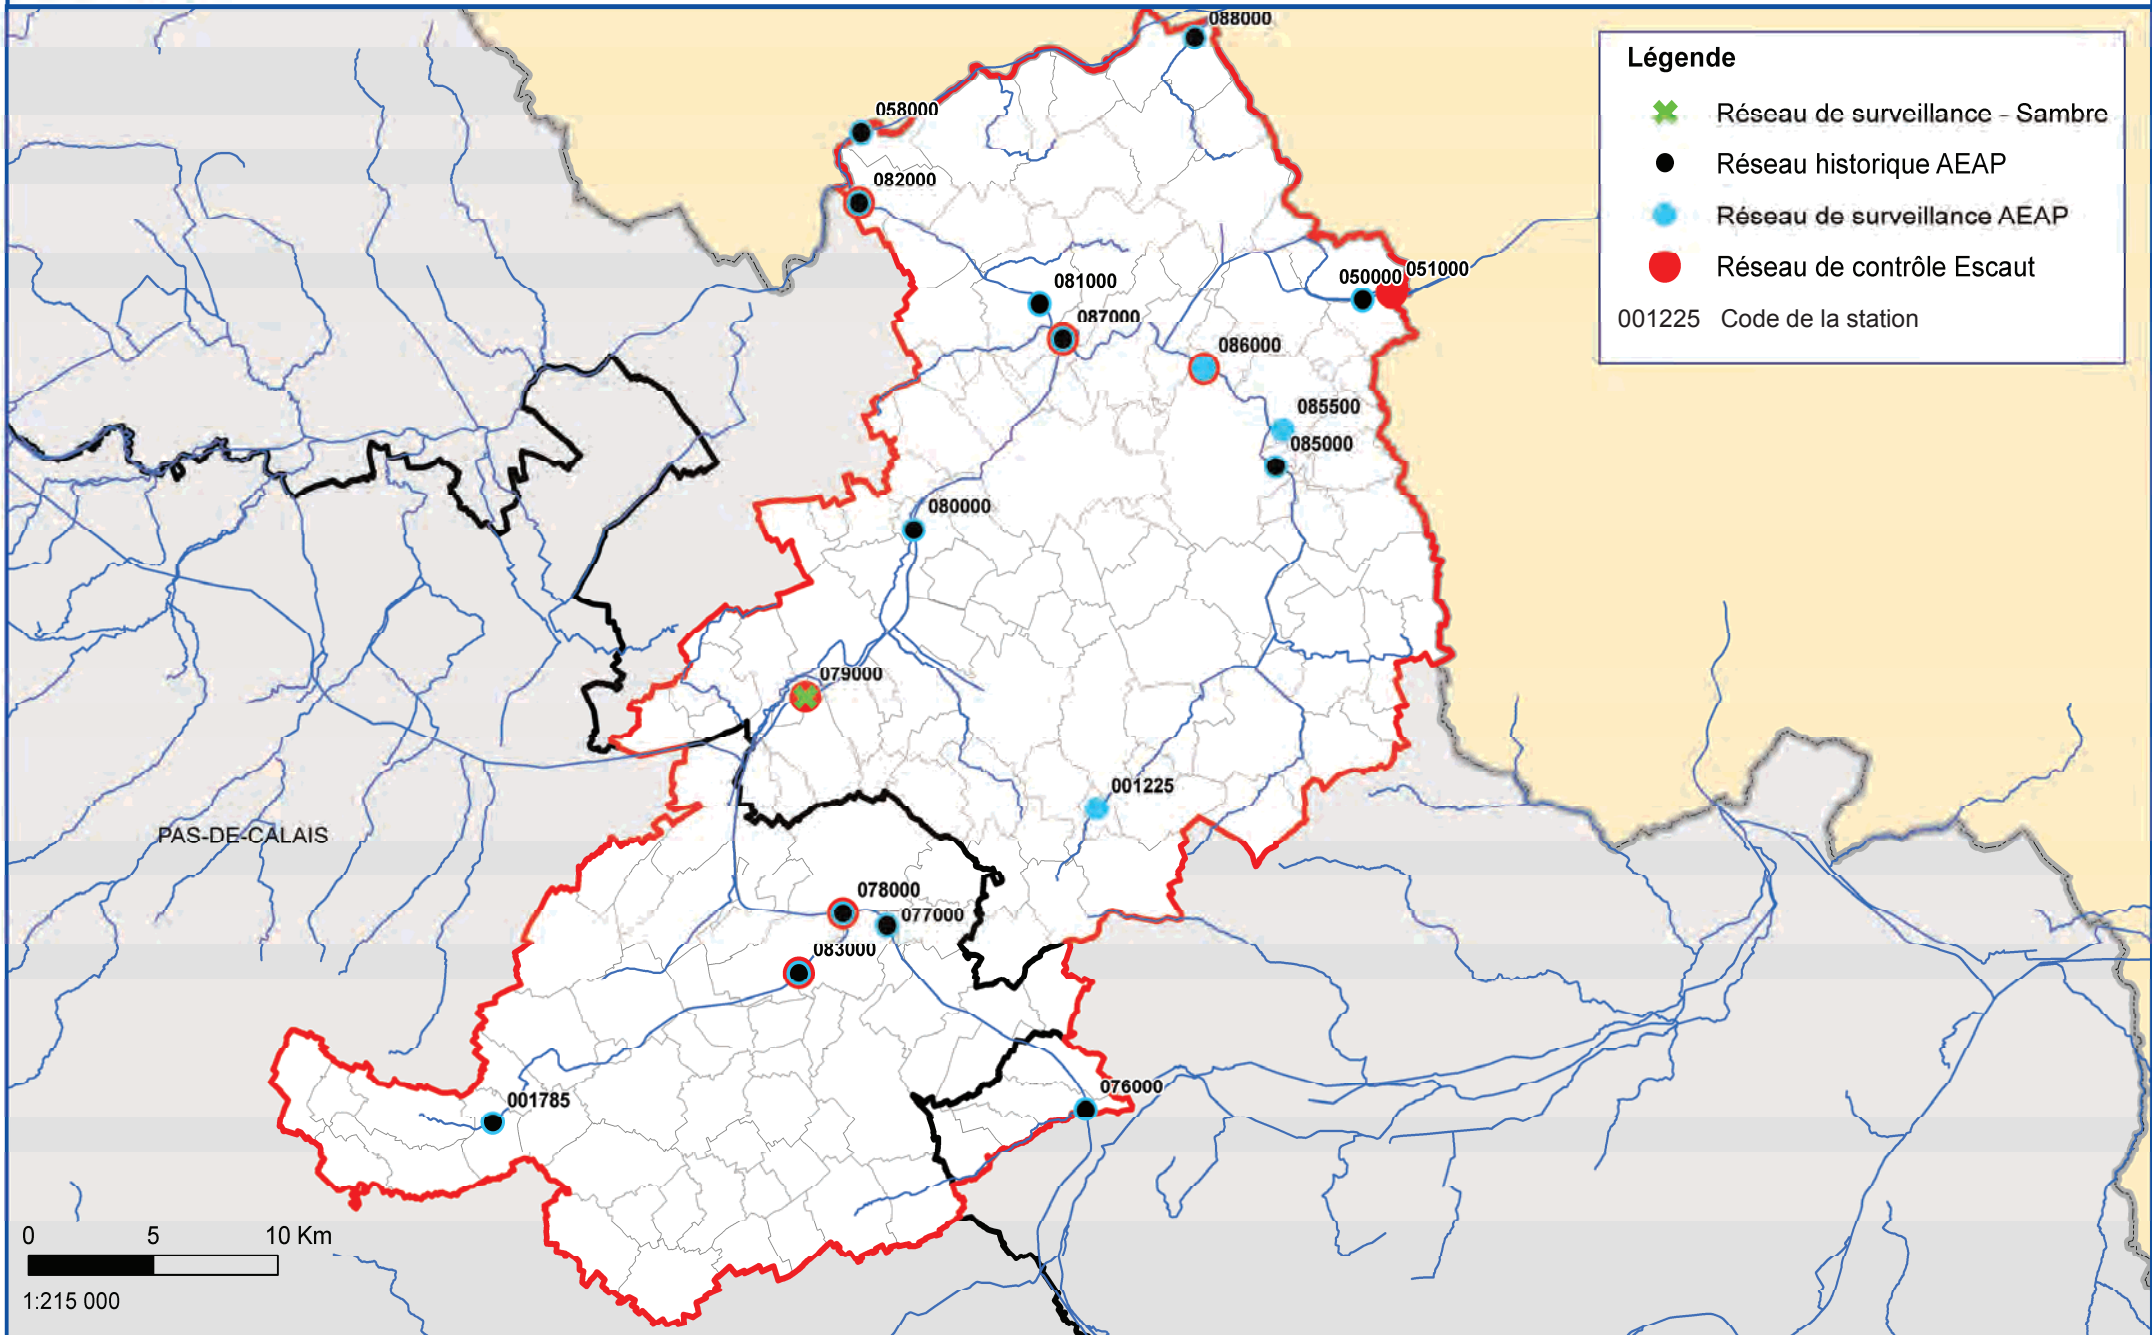 088000
Légende
058000
Réseau de surveillance - Sambre
Réseau historique AEAP
082000
Réseau de surveillance AEAP
051000
050000
Réseau de contrôle Escaut
081000
087000
001225 Code de la station
086000
085500
085000
080000
079000
001225
PAS-DE-CALAIS
078000
077000
083000
076000
001785
0 5 10 Km
1:215 000